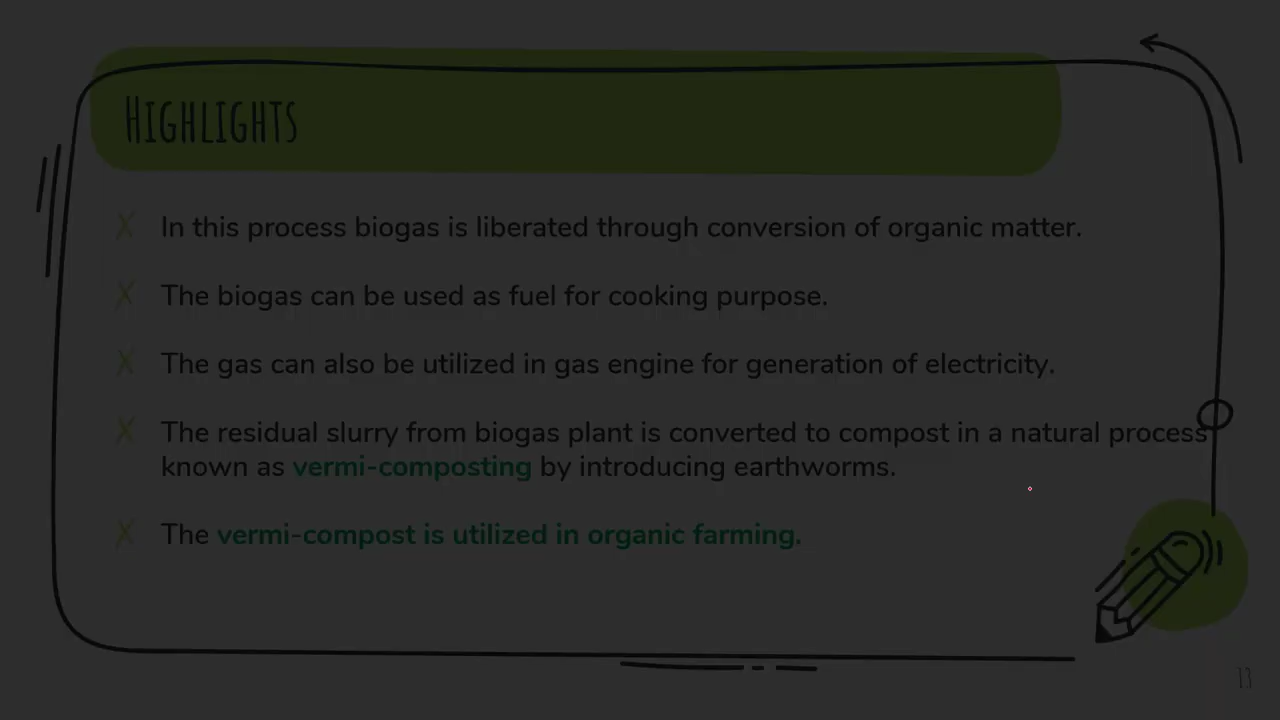 Highlights
X In this process biogas is liberated through conversion of organic matter.
X The biogas can be used as fuel for cooking purpose.
X The gas can also be utilized in gas engine for generation of electricity.
X The residual slurry from biogas plant is converted to compost in a natural process
known as vermi-composting by introducing earthworms.
X The vermi-compost is utilized in organic farming.
13